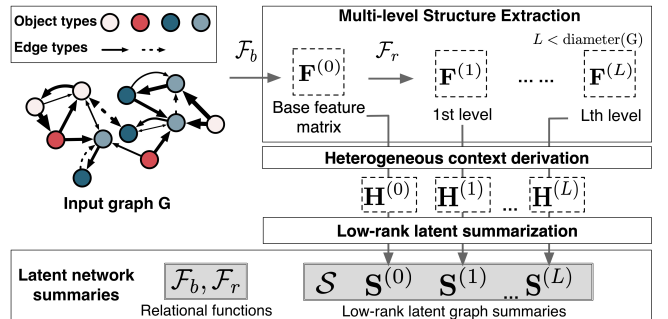 Object types
Edge types
Multi-level Structure Extraction
L < diameter(G)
F_b
F^(0)
F_r
F^(1)
... ...
F^(L)
Base feature
matrix
1st level
Lth level
Input graph G
Heterogeneous context derivation
H^(0)
H^(1)
...
H^(L)
Low-rank latent summarization
Latent network
summaries
F_b, F_r
Relational functions
S S^(0) S^(1) ... S^(L)
Low-rank latent graph summaries